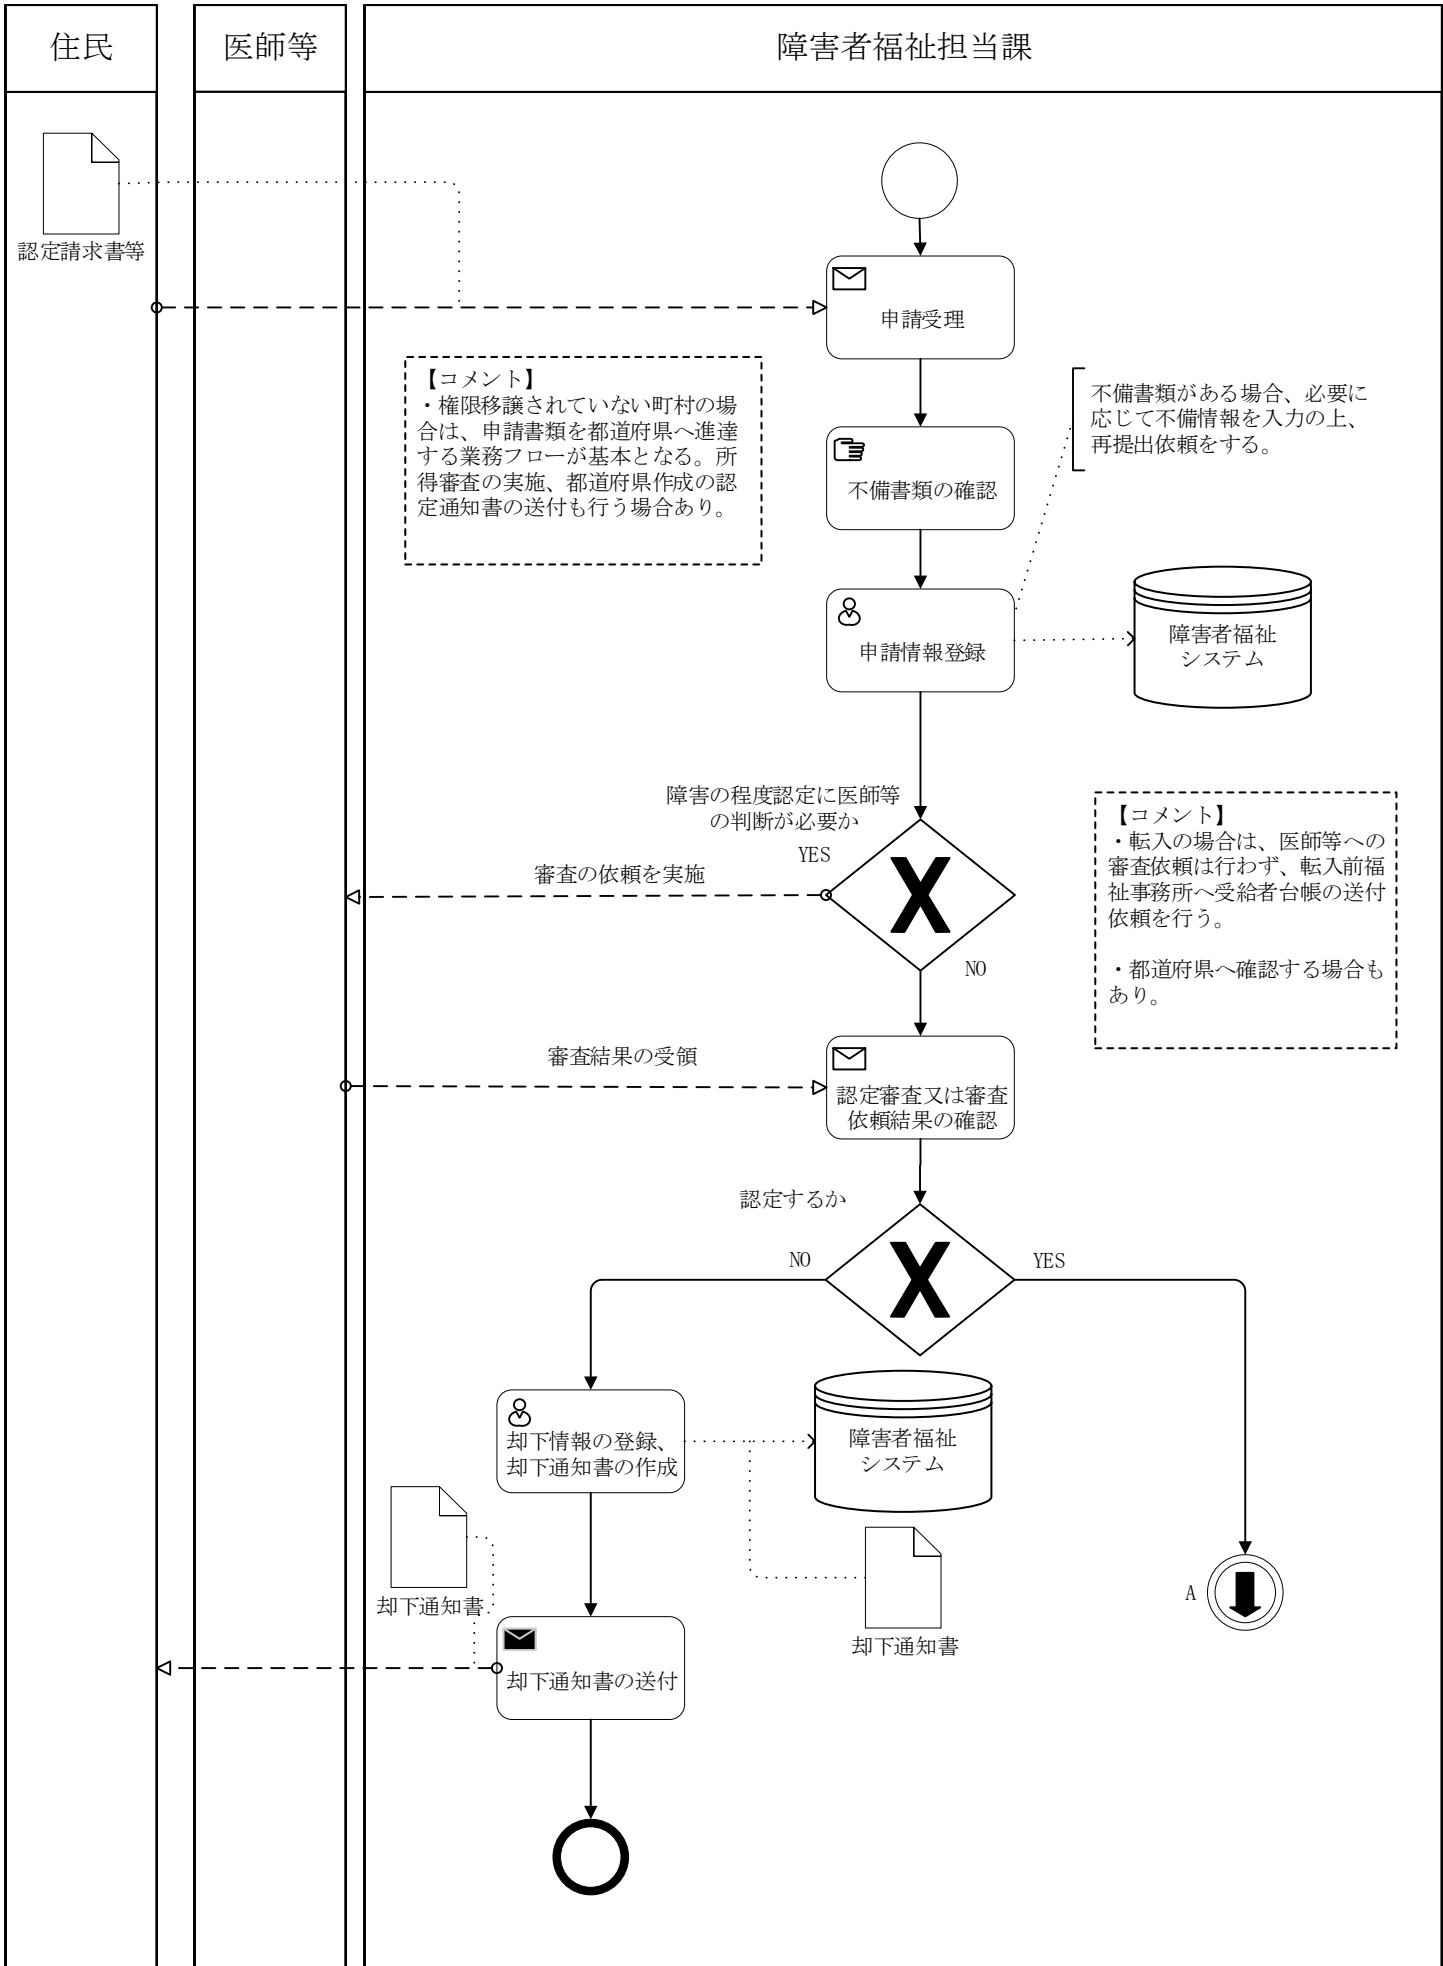 住民
医師等
障害者福祉担当課
認定請求書等
申請受理
【コメント】
・権限移譲されていない町村の場
合は、申請書類を都道府県へ進達
する業務フローが基本となる。所
得審査の実施、都道府県作成の認
定通知書の送付も行う場合あり。
不備書類がある場合、必要に
応じて不備情報を入力の上、
再提出依頼をする。
不備書類の確認
申請情報登録
障害者福祉
システム
障害の程度認定に医師等
の判断が必要か
YES
審査の依頼を実施
NO
【コメント】
・転入の場合は、医師等への
審査依頼は行わず、転入前福
祉事務所へ受給者台帳の送付
依頼を行う。
・都道府県へ確認する場合も
あり。
審査結果の受領
認定審査又は審査
依頼結果の確認
認定するか
NO
YES
却下情報の登録、
却下通知書の作成
障害者福祉
システム
却下通知書
却下通知書
A
却下通知書の送付